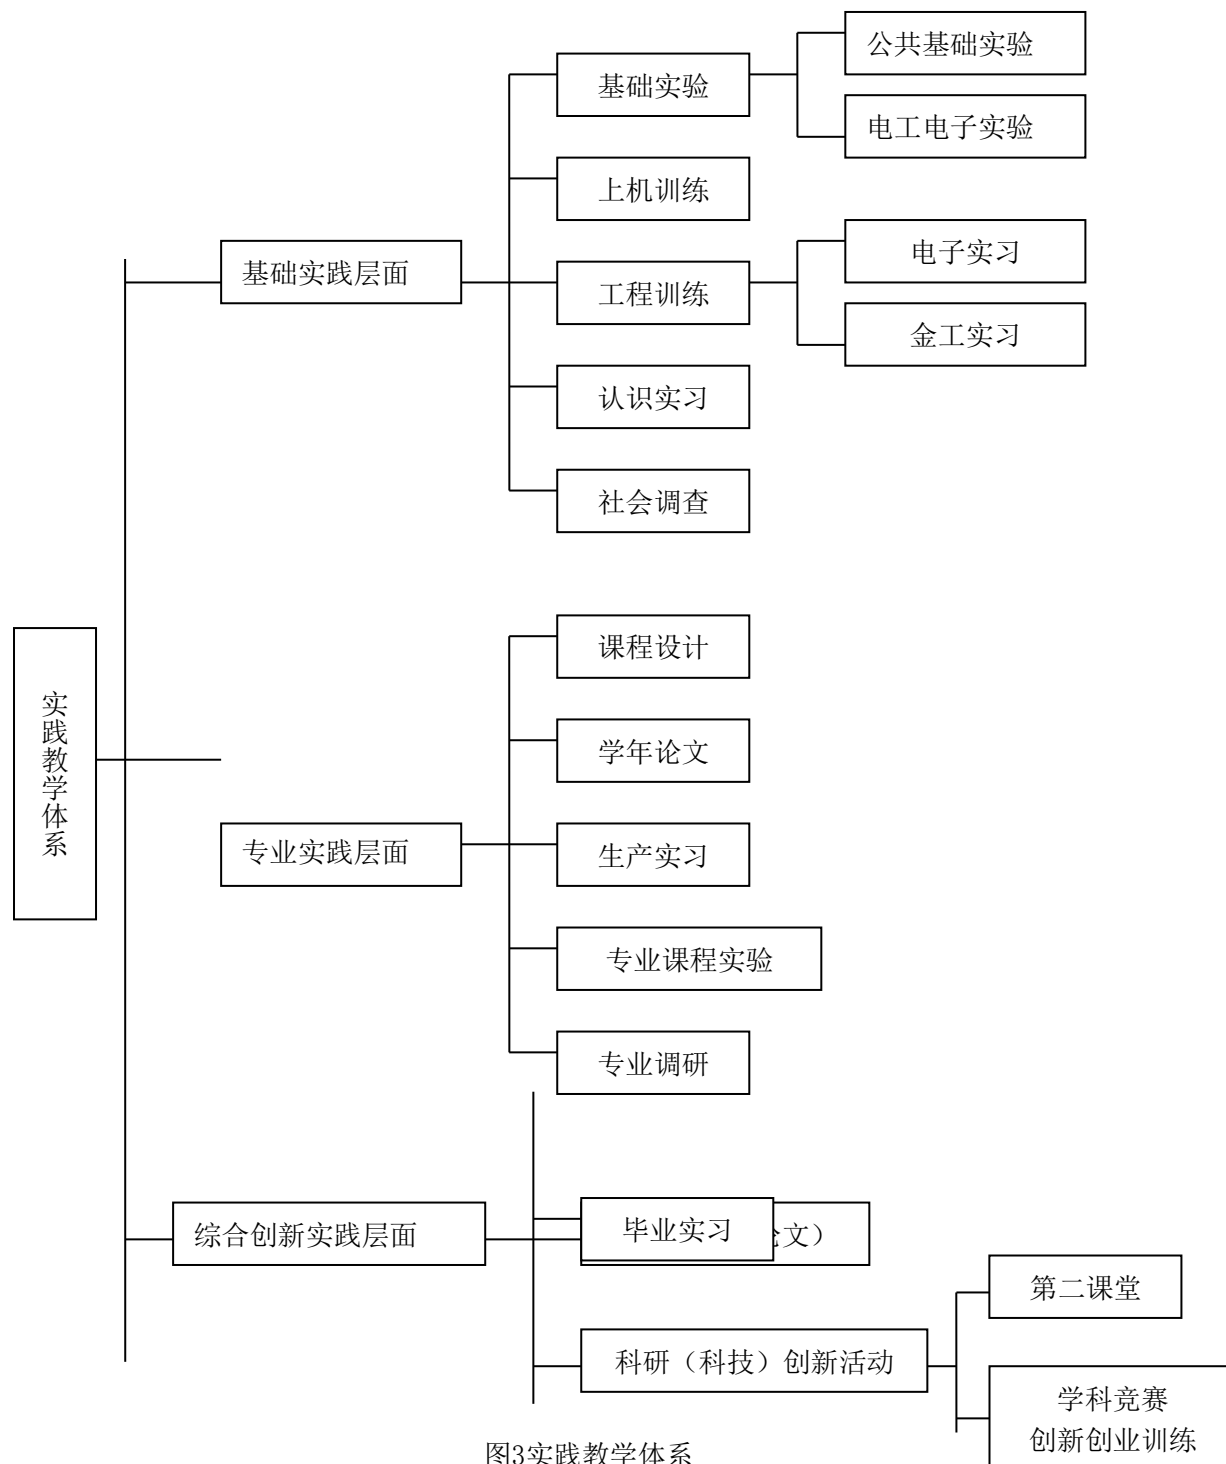 公共基础实验
基础实验
电工电子实验
上机训练
电子实习
基础实践层面
工程训练
金工实习
认识实习
社会调查
课程设计
实践教学体系
学年论文
专业实践层面
生产实习
专业课程实验
专业调研
综合创新实践层面
毕业实习
文）
第二课堂
科研（科技）创新活动
学科竞赛
创新创业训练
图3实践教学体系